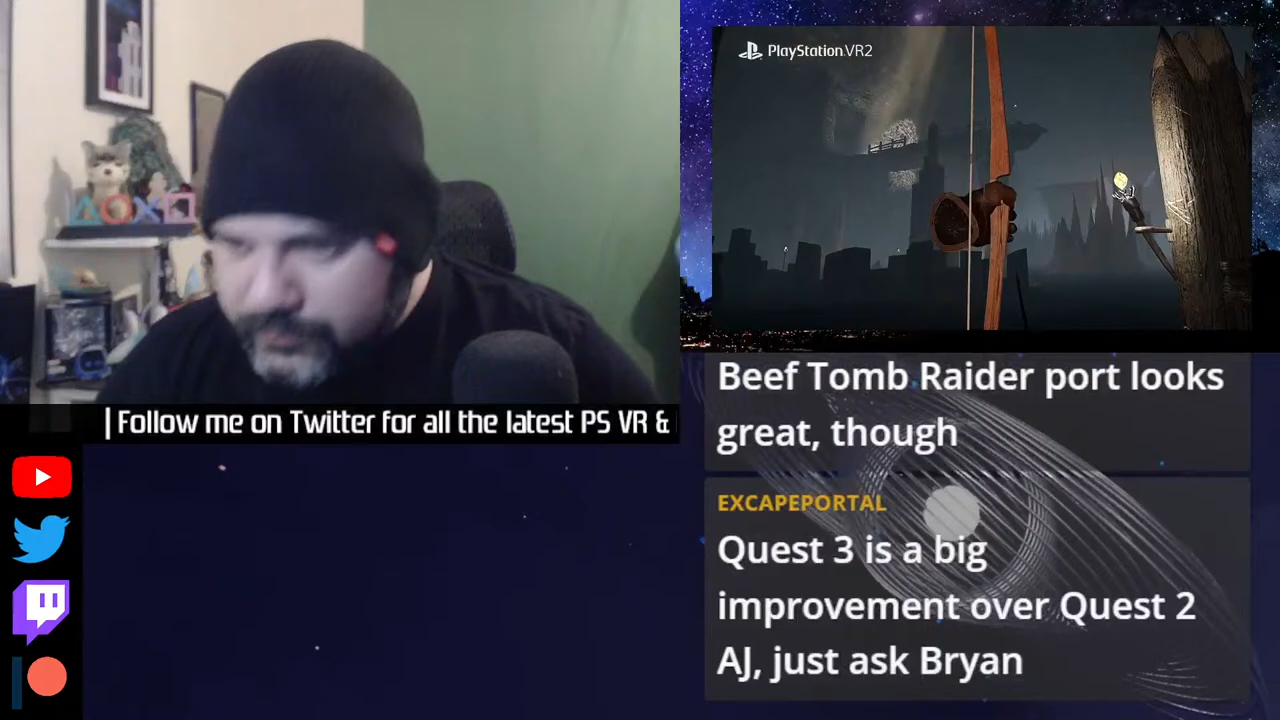 PlayStation.VR2
Beef Tomb Raider port looks
great, though
| Follow me on Twitter for all the latest PS VR &
EXCAPEPORTAL
Quest 3 is a big
improvement over Quest 2
AJ, just ask Bryan